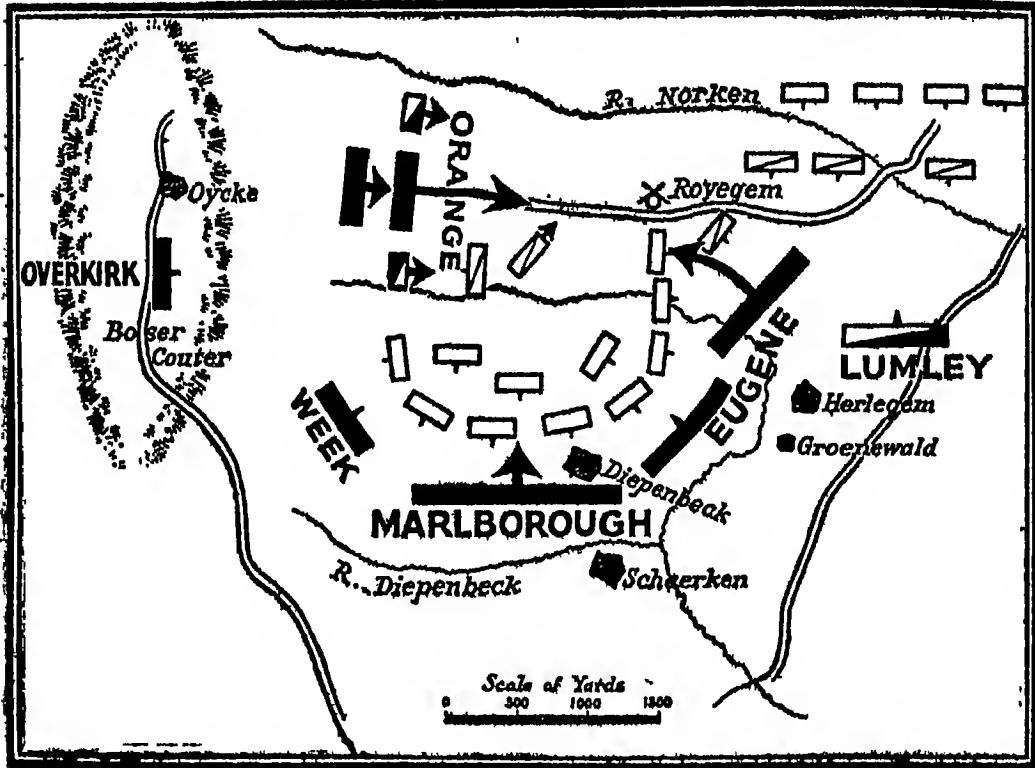 R. Norken
ORANGE
Oycke
Royegem
OVERKIRK
Boser
Couter
EUGENE
LUMLEY
WEEK
Herlegem
Groenewald
Diepenbeak
MARLBOROUGH
R. Diepenbeck
Schaerken
Scale of Yards
0 500 1000 1500